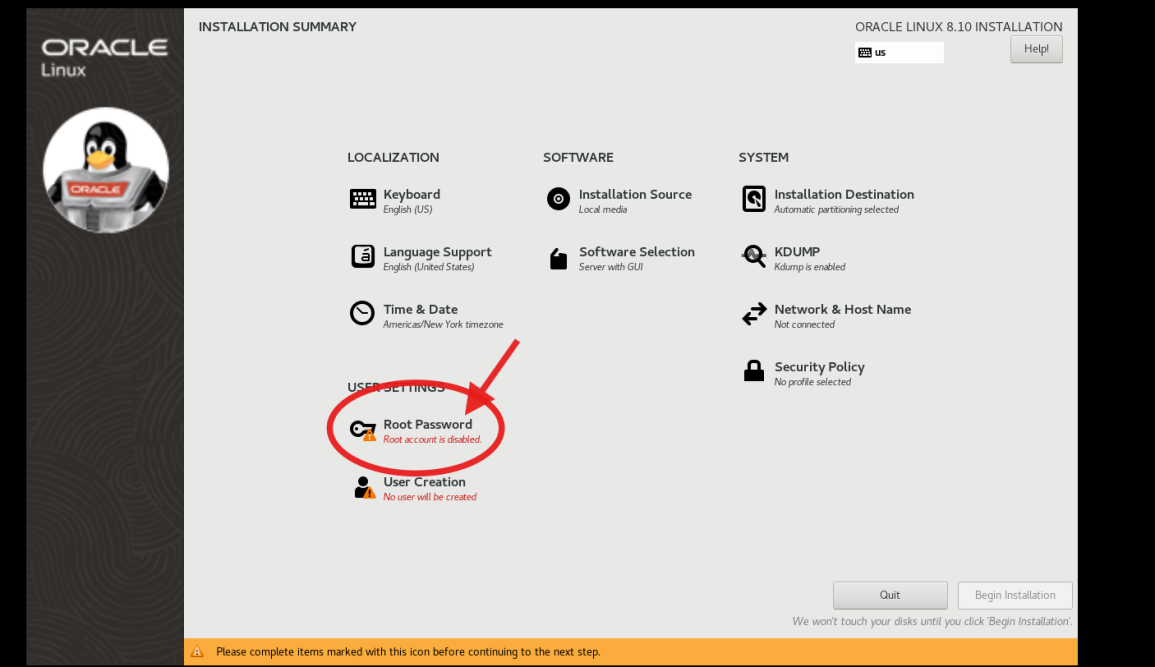 ORACLE
Linux
ORACLE
INSTALLATION SUMMARY
ORACLE LINUX 8.10 INSTALLATION
us
Help!
LOCALIZATION
Keyboard
English (US)
Language Support
English (United States)
Time & Date
Americas/New York timezone
SOFTWARE
Installation Source
Local media
Software Selection
Server with GUI
SYSTEM
Installation Destination
Automatic partitioning selected
KDUMP
Kdump is enabled
Network & Host Name
Not connected
Security Policy
No profile selected
USER SETTINGS
Root Password
Root account is disabled.
User Creation
No user will be created
Quit
Begin Installation
We won't touch your disks until you click 'Begin Installation'.
Please complete items marked with this icon before continuing to the next step.